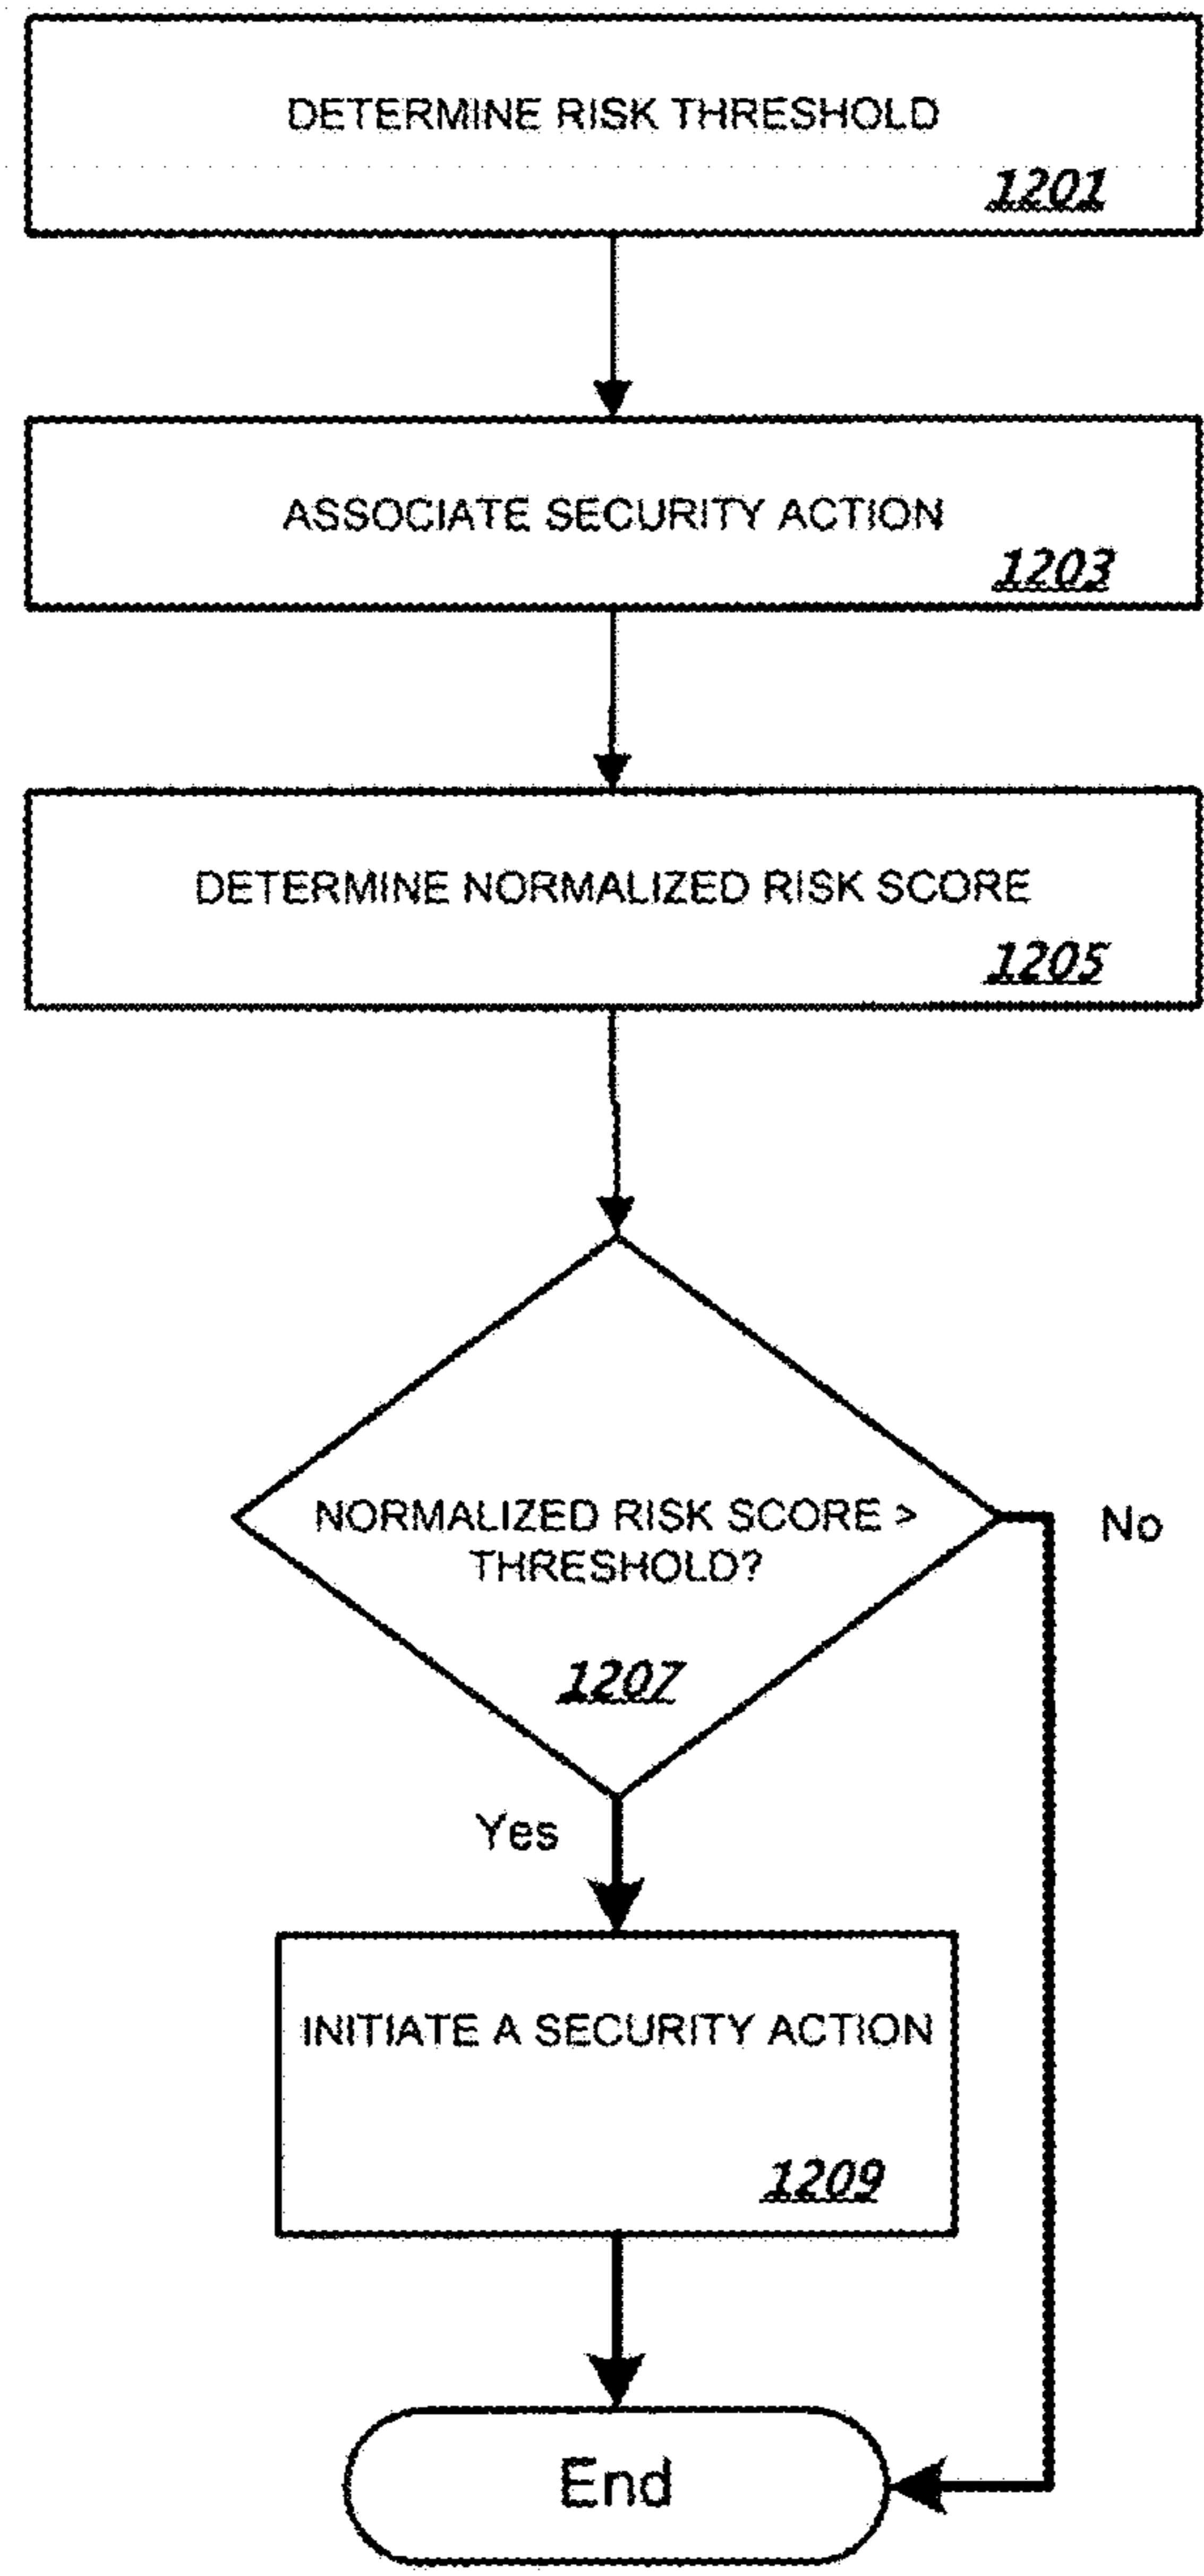 DETERMINE RISK THRESHOLD
1201
ASSOCIATE SECURITY ACTION
1203
DETERMINE NORMALIZED RISK SCORE
1205
NORMALIZED RISK SCORE >
THRESHOLD?
1207
No
Yes
INITIATE A SECURITY ACTION
1209
End